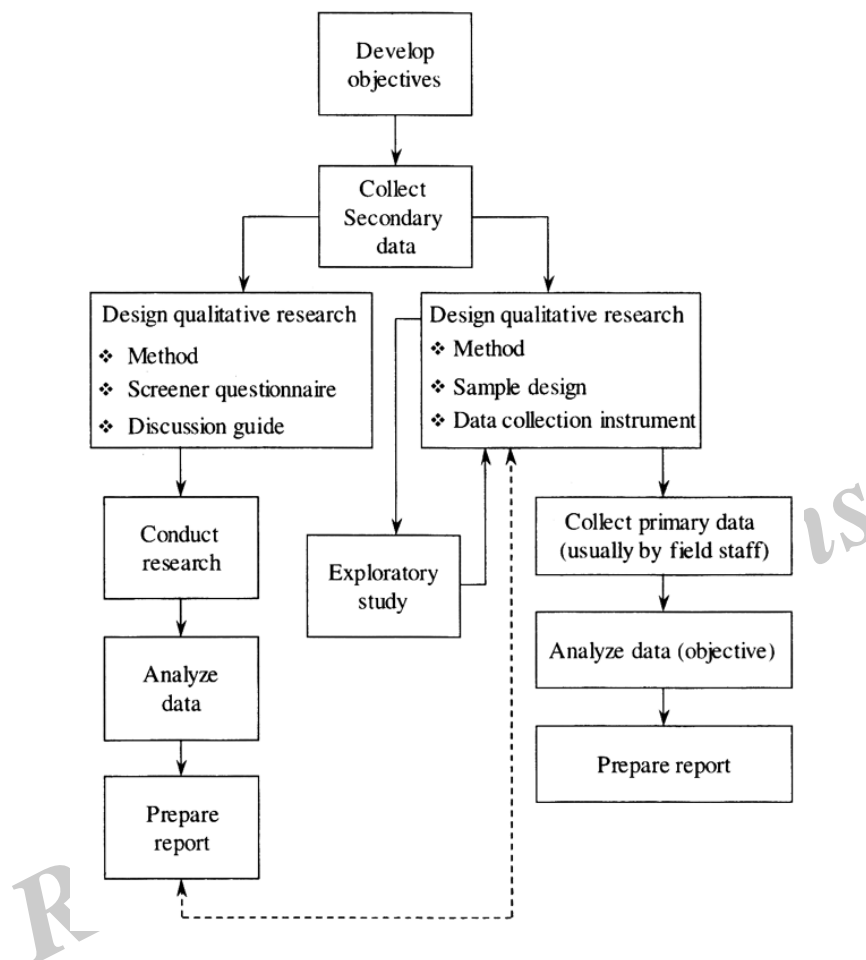 Develop
objectives
Collect
Secondary
data
Design qualitative research
❖ Method
❖ Screener questionnaire
❖ Discussion guide
Design qualitative research
❖ Method
❖ Sample design
❖ Data collection instrument
Conduct
research
Exploratory
study
Collect primary data
(usually by field staff)
Analyze
data
Analyze data (objective)
Prepare
report
Prepare report
R
is